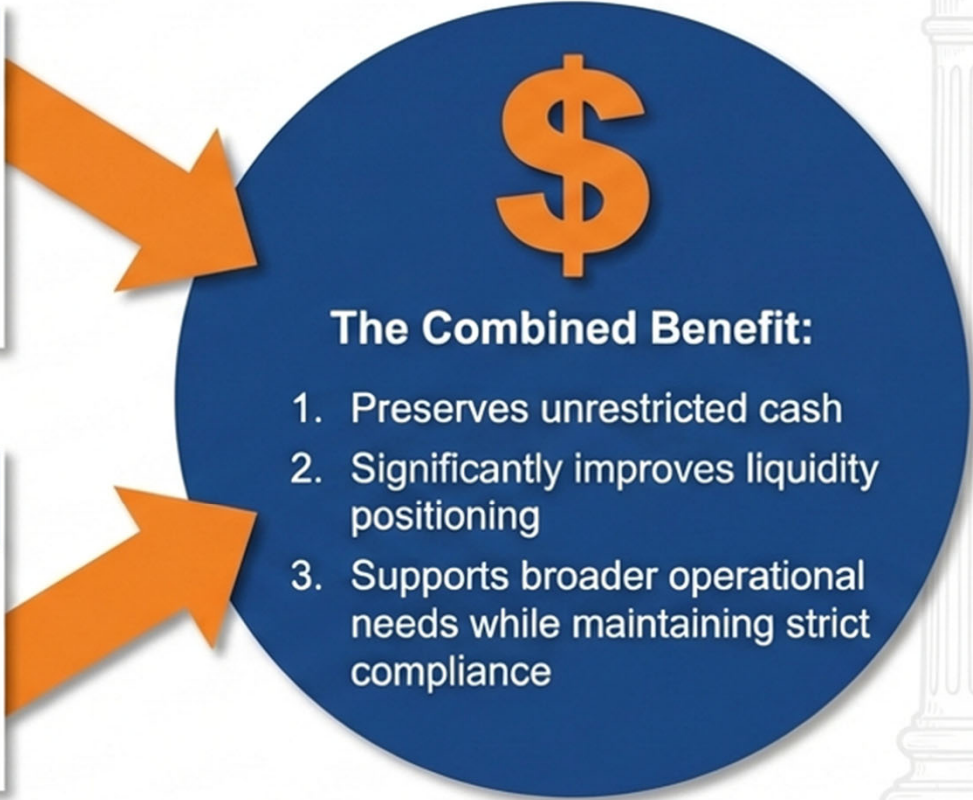 $
The Combined Benefit:
1. Preserves unrestricted cash
2. Significantly improves liquidity
positioning
3. Supports broader operational
needs while maintaining strict
compliance